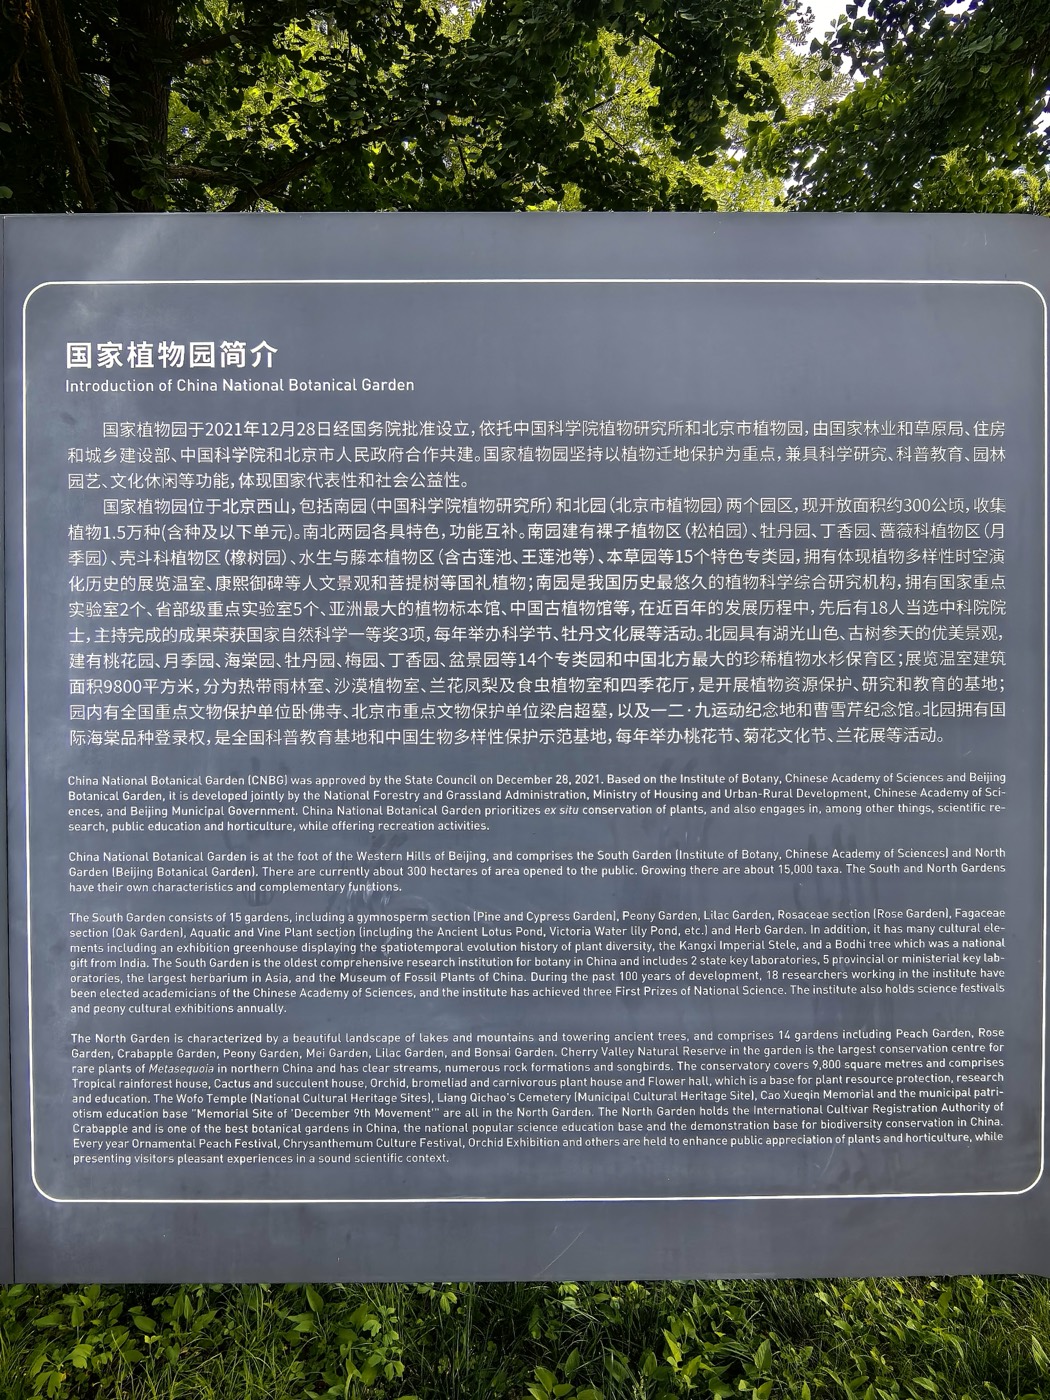 国家植物园简介
Introduction of China National Botanical Garden
国家植物园于2021年12月28日经国务院批准设立，依托中国科学院植物研究所和北京市植物园，由国家林业和草原局、住房
和城乡建设部、中国科学院和北京市人民政府合作共建。国家植物园坚持以植物迁地保护为重点，兼具科学研究、科普教育、园林
园艺、文化休闲等功能，体现国家代表性和社会公益性。
国家植物园位于北京西山，包括南园（中国科学院植物研究所）和北园（北京市植物园）两个园区，现开放面积约300公顷，收集
植物1.5万种(含种及以下单元)。南北两园各具特色，功能互补。南园建有裸子植物区（松柏园）、牡丹园、丁香园、蔷薇科植物区（月
季园）、壳斗科植物区（橡树园）、水生与藤本植物区（含古莲池、王莲池等）、本草园等15个特色专类园，拥有体现植物多样性时空演
化历史的展览温室、康熙御碑等人文景观和菩提树等国礼植物；南园是我国历史最悠久的植物科学综合研究机构，拥有国家重点
实验室2个、省部级重点实验室5个、亚洲最大的植物标本馆、中国古植物馆等，在近百年的发展历程中，先后有18人当选中科院院
士，主持完成的成果荣获国家自然科学一等奖3项，每年举办科学节、牡丹文化展等活动。北园具有湖光山色、古树参天的优美景观，
建有桃花园、月季园、海棠园、牡丹园、梅园、丁香园、盆景园等14个专类园和中国北方最大的珍稀植物水杉保育区；展览温室建筑
面积9800平方米，分为热带雨林室、沙漠植物室、兰花凤梨及食虫植物室和四季花厅，是开展植物资源保护、研究和教育的基地；
园内有全国重点文物保护单位卧佛寺、北京市重点文物保护单位梁启超墓，以及一二·九运动纪念地和曹雪芹纪念馆。北园拥有国
际海棠品种登录权，是全国科普教育基地和中国生物多样性保护示范基地，每年举办桃花节、菊花文化节、兰花展等活动。
China National Botanical Garden (CNBG) was approved by the State Council on December 28, 2021. Based on the Institute of Botany, Chinese Academy of Sciences and Beijing
Botanical Garden, it is developed jointly by the National Forestry and Grassland Administration, Ministry of Housing and Urban-Rural Development, Chinese Academy of Sci-
ences, and Beijing Municipal Government. China National Botanical Garden prioritizes ex situ conservation of plants, and also engages in, among other things, scientific re-
search, public education and horticulture, while offering recreation activities.
China National Botanical Garden is at the foot of the Western Hills of Beijing, and comprises the South Garden (Institute of Botany, Chinese Academy of Sciences) and North
Garden (Beijing Botanical Garden). There are currently about 300 hectares of area opened to the public. Growing there are about 15,000 taxa. The South and North Gardens
have their own characteristics and complementary functions.
The South Garden consists of 15 gardens, including a gymnosperm section (Pine and Cypress Garden), Peony Garden, Lilac Garden, Rosaceae section (Rose Garden), Fagaceae
section (Oak Garden), Aquatic and Vine Plant section (including the Ancient Lotus Pond, Victoria Water lily Pond, etc.) and Herb Garden. In addition, it has many cultural ele-
ments including an exhibition greenhouse displaying the spatiotemporal evolution history of plant diversity, the Kangxi Imperial Stele, and a Bodhi tree which was a national
gift from India. The South Garden is the oldest comprehensive research institution for botany in China and includes 2 state key laboratories, 5 provincial or ministerial key lab-
oratories, the largest herbarium in Asia, and the Museum of Fossil Plants of China. During the past 100 years of development, 18 researchers working in the institute have
been elected academicians of the Chinese Academy of Sciences, and the institute has achieved three First Prizes of National Science. The institute also holds science festivals
and peony cultural exhibitions annually.
The North Garden is characterized by a beautiful landscape of lakes and mountains and towering ancient trees, and comprises 14 gardens including Peach Garden, Rose
Garden, Crabapple Garden, Peony Garden, Mei Garden, Lilac Garden, and Bonsai Garden. Cherry Valley Natural Reserve in the garden is the largest conservation centre for
rare plants of Metasequoia in northern China and has clear streams, numerous rock formations and songbirds. The conservatory covers 9,800 square metres and comprises
Tropical rainforest house, Cactus and succulent house, Orchid, bromeliad and carnivorous plant house and Flower hall, which is a base for plant resource protection, research
and education. The Wofo Temple (National Cultural Heritage Sites), Liang Qichao's Cemetery (Municipal Cultural Heritage Site), Cao Xueqin Memorial and the municipal patri-
otism education base "Memorial Site of 'December 9th Movement'" are all in the North Garden. The North Garden holds the International Cultivar Registration Authority of
Crabapple and is one of the best botanical gardens in China, the national popular science education base and the demonstration base for biodiversity conservation in China.
Every year Ornamental Peach Festival, Chrysanthemum Culture Festival, Orchid Exhibition and others are held to enhance public appreciation of plants and horticulture, while
presenting visitors pleasant experiences in a sound scientific context.